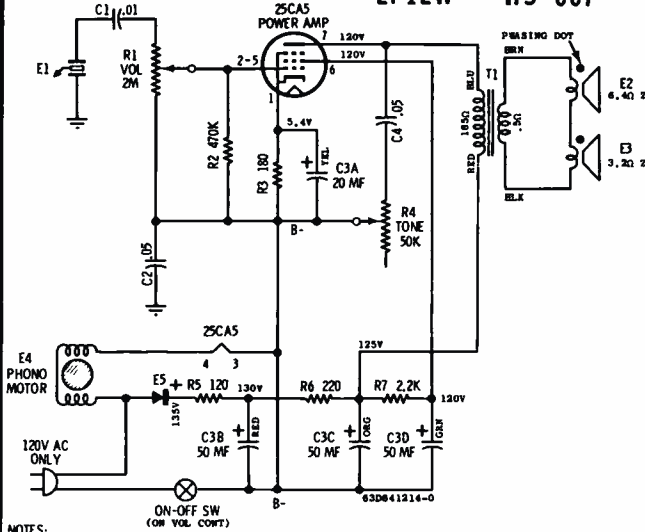 25CA5
POWER AMP
C1 .01
E1
R1
VOL
2M
2-5
7
120V
120V
6
1
R2 470K
5.4V
R3 180
YEL
C3A
20 MF
C4 .05
R4
TONE
50K
B-
C2 .05
PHASING DOT
BRN
BLU
T1
185Ω
.5Ω
RED
BLK
E2
6.4Ω Z
E3
3.2Ω Z
25CA5
4 3
E4
PHONO
MOTOR
E5
135V
R5 120
130V
R6 220
125V
R7 2.2K
120V
C3B
50 MF
RED
C3C
50 MF
ORG
C3D
50 MF
GRN
120V AC
ONLY
ON-OFF SW
(ON VOL CONT)
B-
63D641214-0
NOTES: